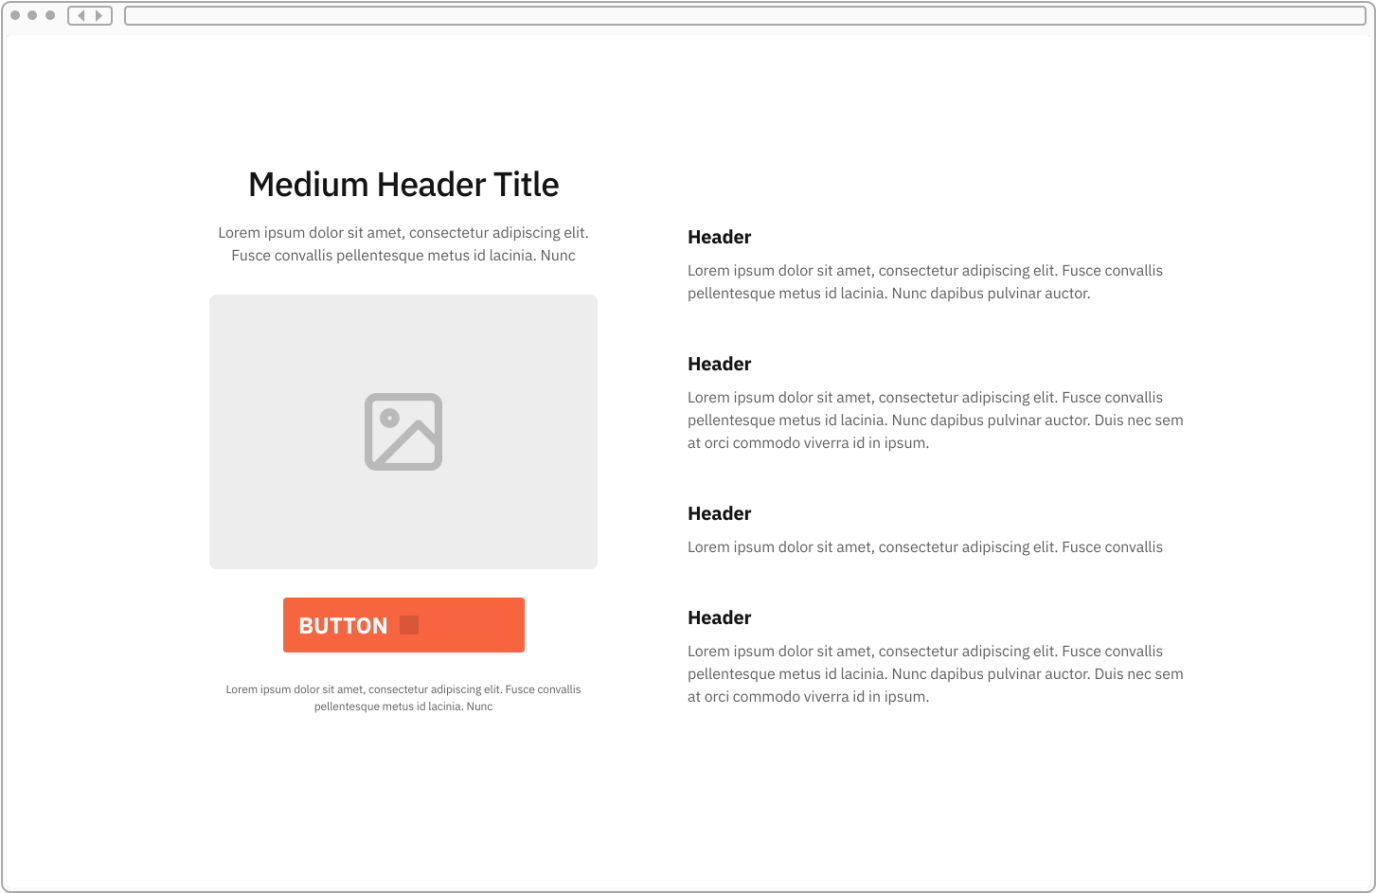 Medium Header Title
Lorem ipsum dolor sit amet, consectetur adipiscing elit.
Fusce convallis pellentesque metus id lacinia. Nunc
BUTTON
Lorem ipsum dolor sit amet, consectetur adipiscing elit. Fusce convallis
pellentesque metus id lacinia. Nunc
Header
Lorem ipsum dolor sit amet, consectetur adipiscing elit. Fusce convallis
pellentesque metus id lacinia. Nunc dapibus pulvinar auctor.
Header
Lorem ipsum dolor sit amet, consectetur adipiscing elit. Fusce convallis
pellentesque metus id lacinia. Nunc dapibus pulvinar auctor. Duis nec sem
at orci commodo viverra id in ipsum.
Header
Lorem ipsum dolor sit amet, consectetur adipiscing elit. Fusce convallis
Header
Lorem ipsum dolor sit amet, consectetur adipiscing elit. Fusce convallis
pellentesque metus id lacinia. Nunc dapibus pulvinar auctor. Duis nec sem
at orci commodo viverra id in ipsum.